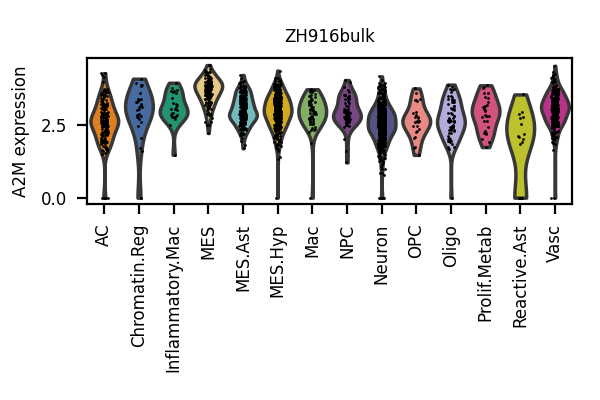 ZH916bulk
A2M expression
2.5
0.0
AC
Chromatin.Reg
Inflammatory.Mac
MES
MES.Ast
MES.Hyp
Mac
NPC
Neuron
OPC
Oligo
Prolif.Metab
Reactive.Ast
Vasc